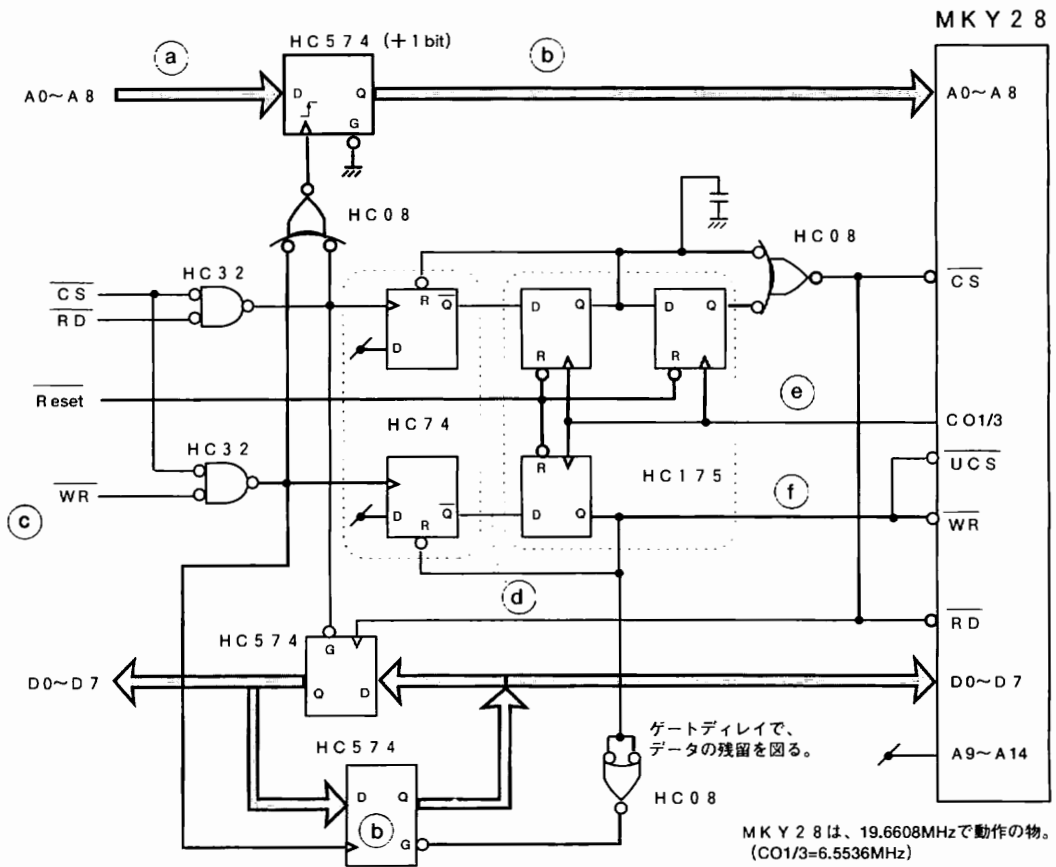 MKY28
HC574 (+1bit)
a
b
A0~A8
D
Q
G
A0~A8
HC08
HC32
HC08
CS
RD
CS
R
Q
D
D
Q
R
D
Q
R
Reset
e
HC74
CO1/3
HC32
R
HC175
UCS
WR
D
R
Q
D
Q
f
WR
c
d
HC574
G
RD
D0~D7
Q
D
D0~D7
HC574
ゲートディレイで、
データの残留を図る。
D
Q
A9~A14
b
G
HC08
MKY28は、19.6608MHzで動作の物。
(CO1/3=6.5536MHz)